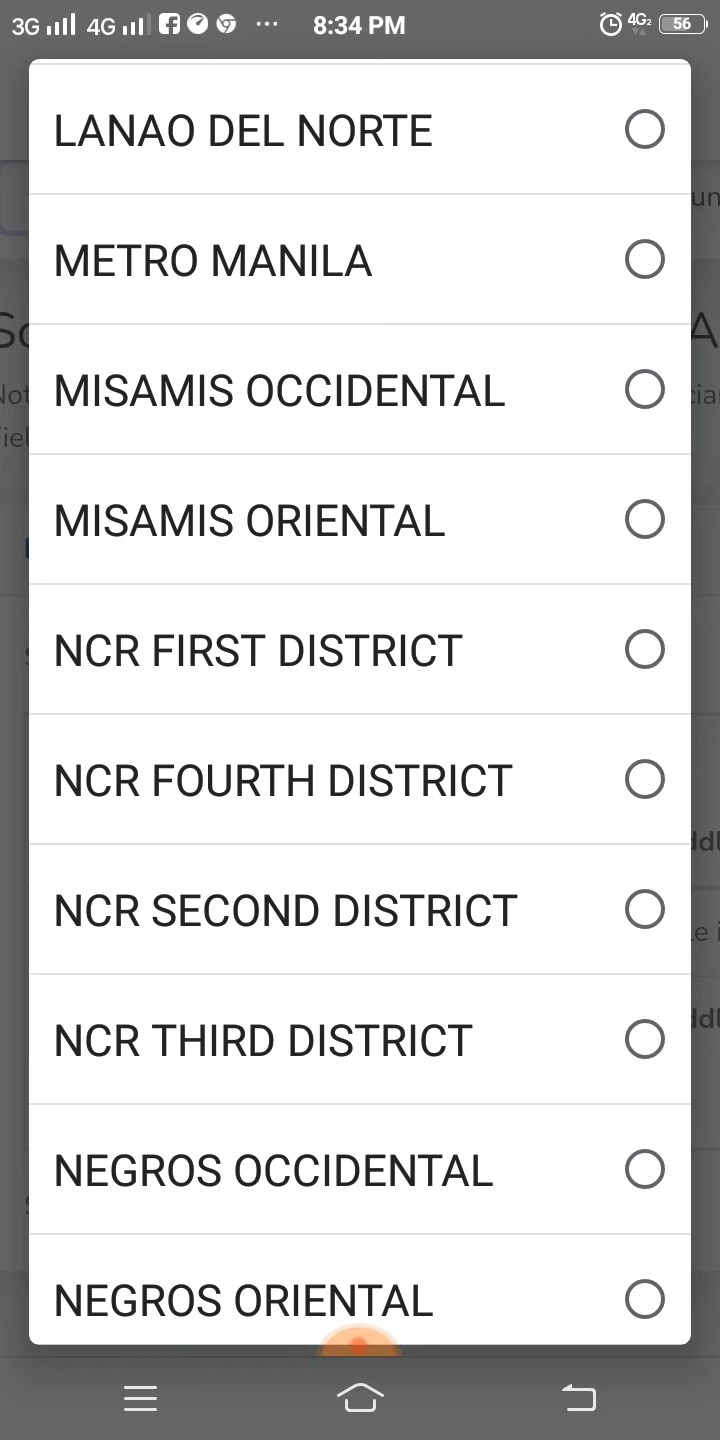 3G 4G 8:34 PM 4G2 56
LANAO DEL NORTE
METRO MANILA
MISAMIS OCCIDENTAL
MISAMIS ORIENTAL
NCR FIRST DISTRICT
NCR FOURTH DISTRICT
NCR SECOND DISTRICT
NCR THIRD DISTRICT
NEGROS OCCIDENTAL
NEGROS ORIENTAL